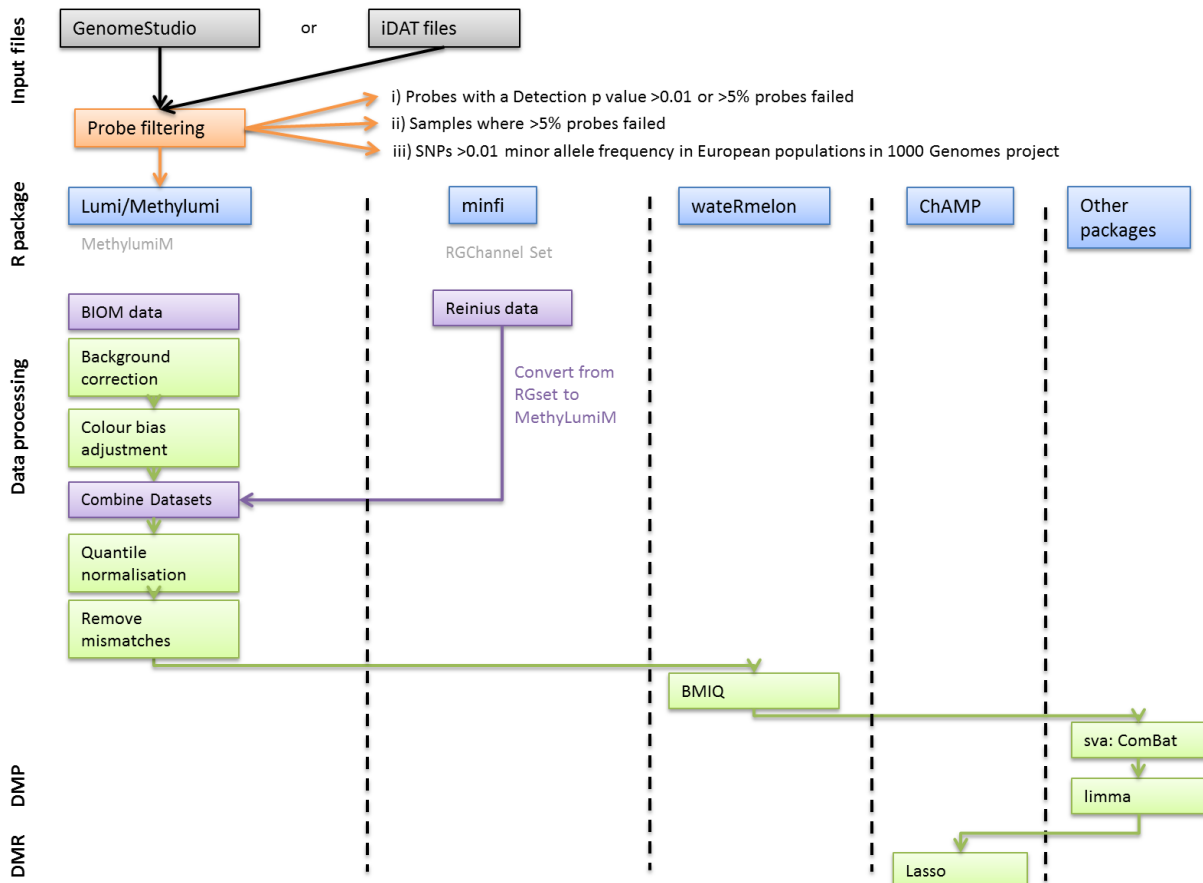 Input files
GenomeStudio
or
iDAT files
i) Probes with a Detection p value >0.01 or >5% probes failed
Probe filtering
ii) Samples where >5% probes failed
iii) SNPs >0.01 minor allele frequency in European populations in 1000 Genomes project
R package
Lumi/Methylumi
minfi
wateRmelon
ChAMP
Other
packages
MethylumiM
RGChannel Set
Data processing
BIOM data
Reinius data
Background
correction
Convert from
RGset to
MethyLumiM
Colour bias
adjustment
Combine Datasets
Quantile
normalisation
Remove
mismatches
BMIQ
sva: ComBat
DMP
limma
DMR
Lasso